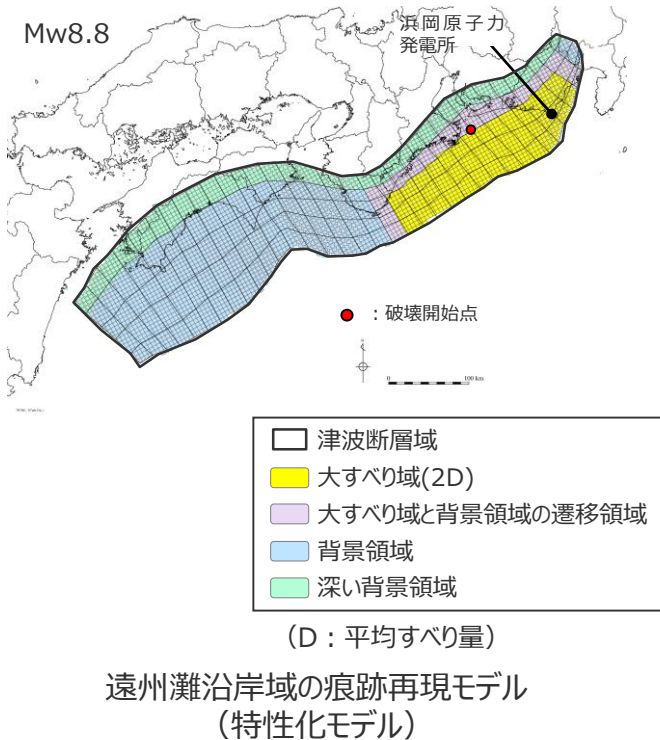 Mw8.8
浜岡原子力
発電所
：破壊開始点
0 100 km
津波断層域
大すべり域(2D)
大すべり域と背景領域の遷移領域
背景領域
深い背景領域
（D：平均すべり量）
遠州灘沿岸域の痕跡再現モデル
（特性化モデル）